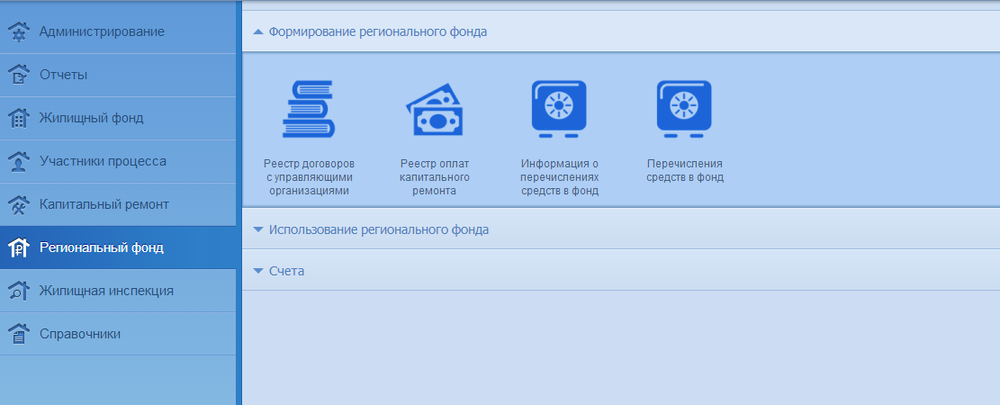 Администрирование
Отчеты
Жилищный фонд
Участники процесса
Капитальный ремонт
Региональный фонд
Жилищная инспекция
Справочники
Формирование регионального фонда
Реестр договоров
с управляющими
организациями
Реестр оплат
капитального
ремонта
Информация о
перечислениях
средств в фонд
Перечисления
средств в фонд
Использование регионального фонда
Счета